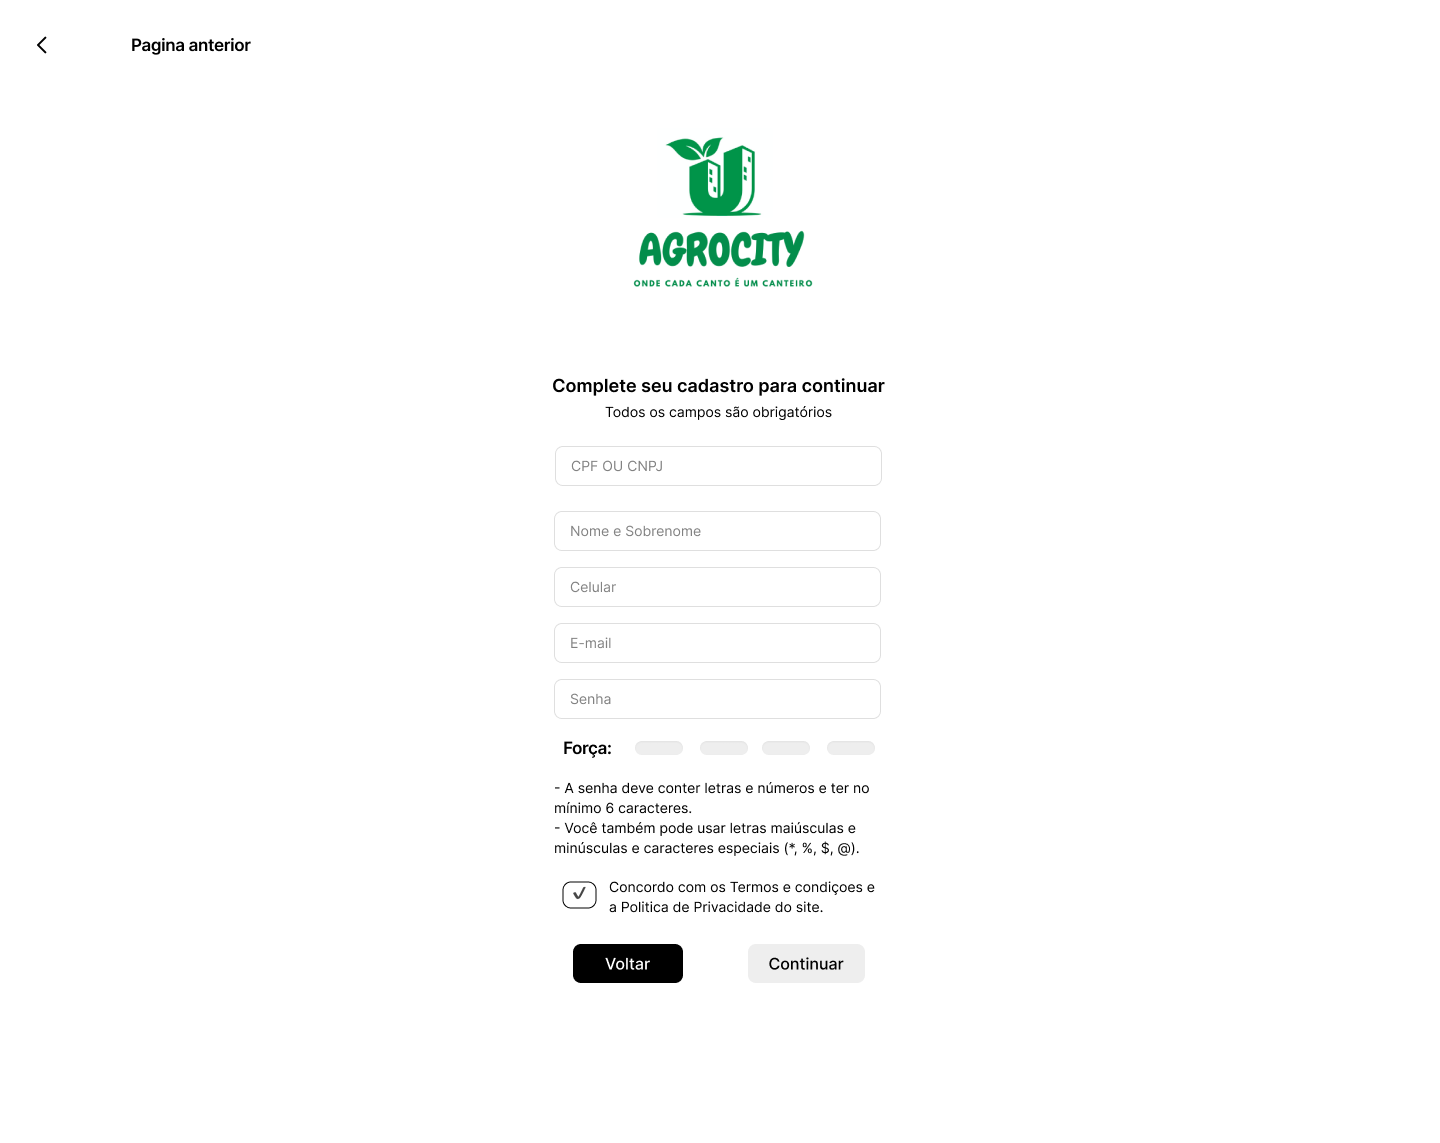 Pagina anterior
AGROCITY
ONDE CADA CANTO É UM CANTEIRO
Complete seu cadastro para continuar
Todos os campos são obrigatórios
CPF OU CNPJ
Nome e Sobrenome
Celular
E-mail
Senha
Força:
- A senha deve conter letras e números e ter no
mínimo 6 caracteres.
- Você também pode usar letras maiúsculas e
minúsculas e caracteres especiais (*, %, $, @).
Concordo com os Termos e condiçoes e
a Politica de Privacidade do site.
Voltar
Continuar